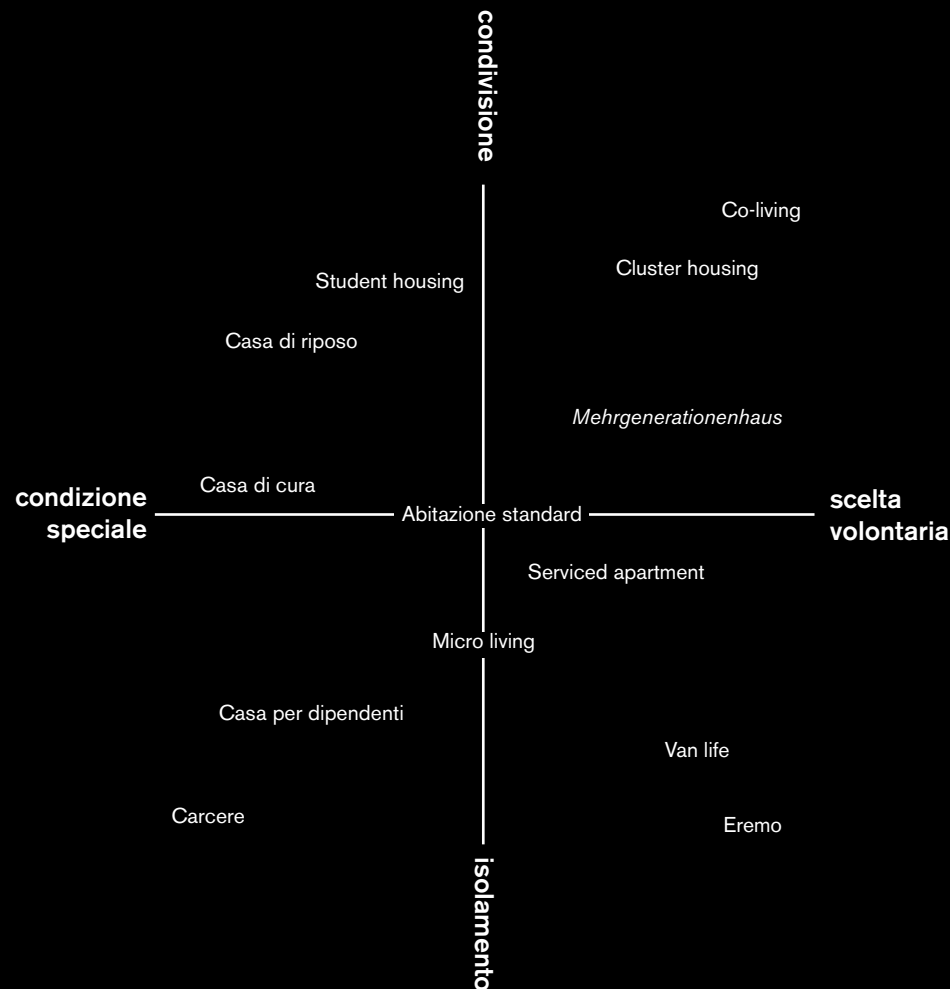 condivisione
Co-living
Cluster housing
Student housing
Casa di riposo
Mehrgenerationenhaus
Casa di cura
condizione
speciale
Abitazione standard
scelta
volontaria
Serviced apartment
Micro living
Casa per dipendenti
Van life
Carcere
Eremo
isolamento